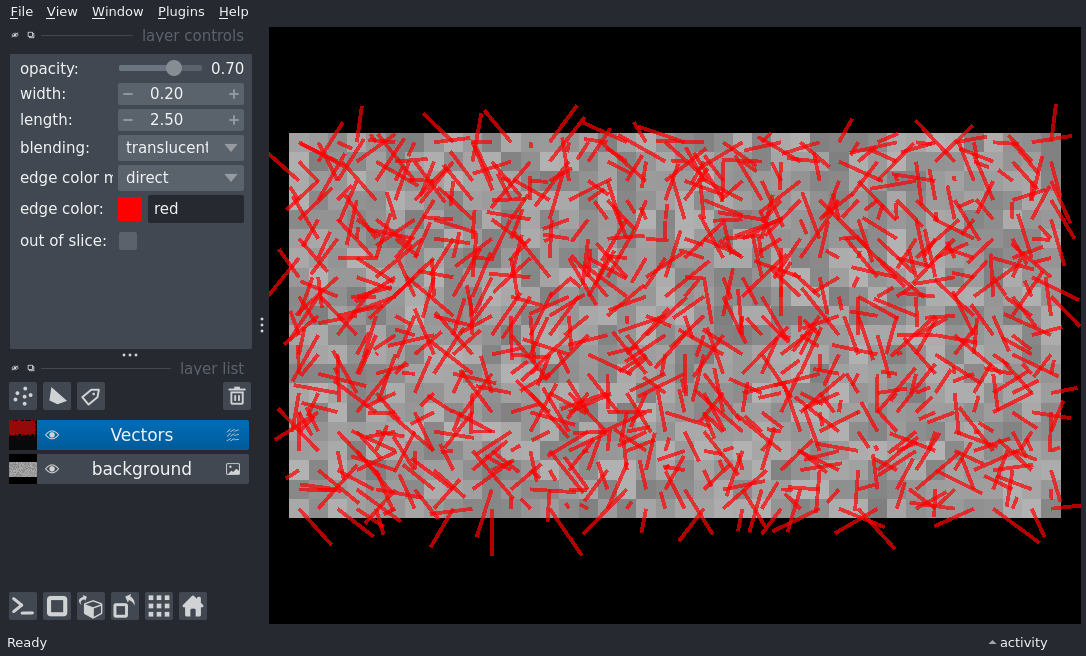 File View Window Plugins Help
layer controls
opacity: 0.70
width: − 0.20 +
length: − 2.50 +
blending: translucent
edge color m direct
edge color: red
out of slice:
layer list
Vectors
background
Ready
activity